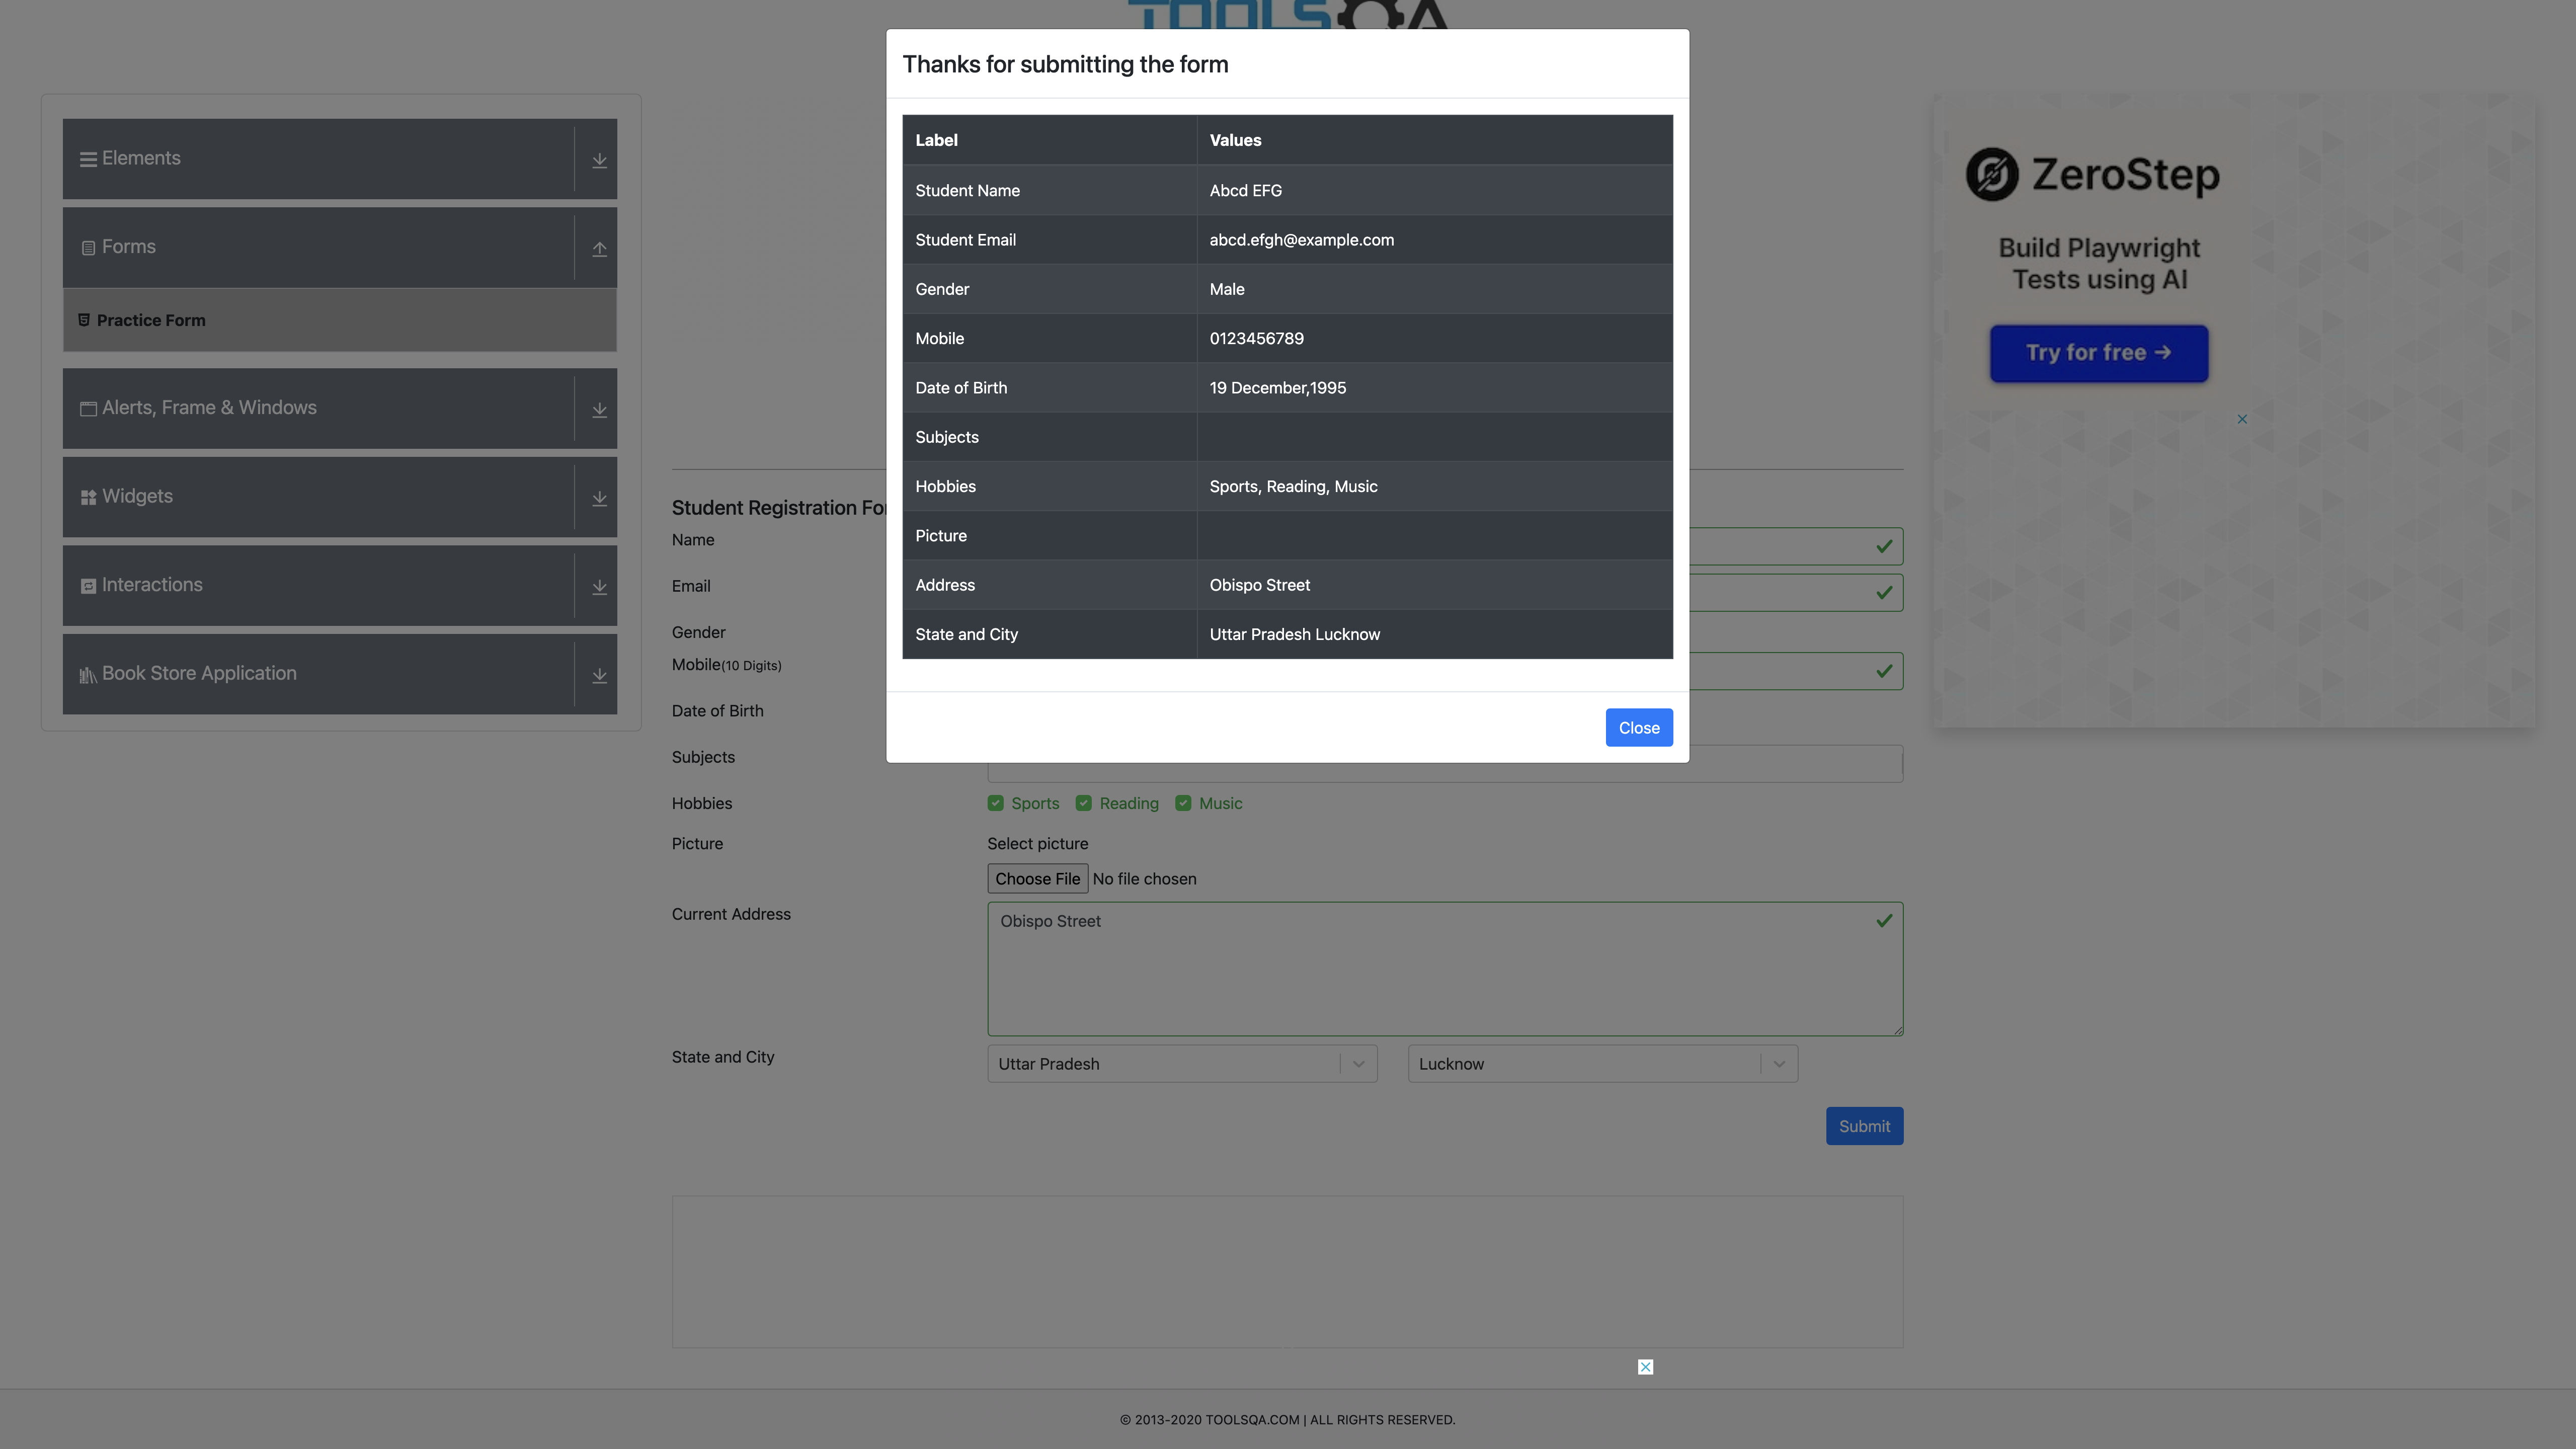 TOOLSQA
Thanks for submitting the form
Label Values
Student Name Abcd EFG
Student Email abcd.efgh@example.com
Gender Male
Mobile 0123456789
Date of Birth 19 December,1995
Subjects
Hobbies Sports, Reading, Music
Picture
Address Obispo Street
State and City Uttar Pradesh Lucknow
Close
Elements
Forms
Practice Form
Alerts, Frame & Windows
Widgets
Interactions
Book Store Application
Student Registration Fo
Name
Email
Gender
Mobile(10 Digits)
Date of Birth
Subjects
Hobbies Sports Reading Music
Picture Select picture
Choose File No file chosen
Current Address Obispo Street
State and City Uttar Pradesh Lucknow
Submit
ZeroStep
Build Playwright
Tests using AI
Try for free →
© 2013-2020 TOOLSQA.COM | ALL RIGHTS RESERVED.